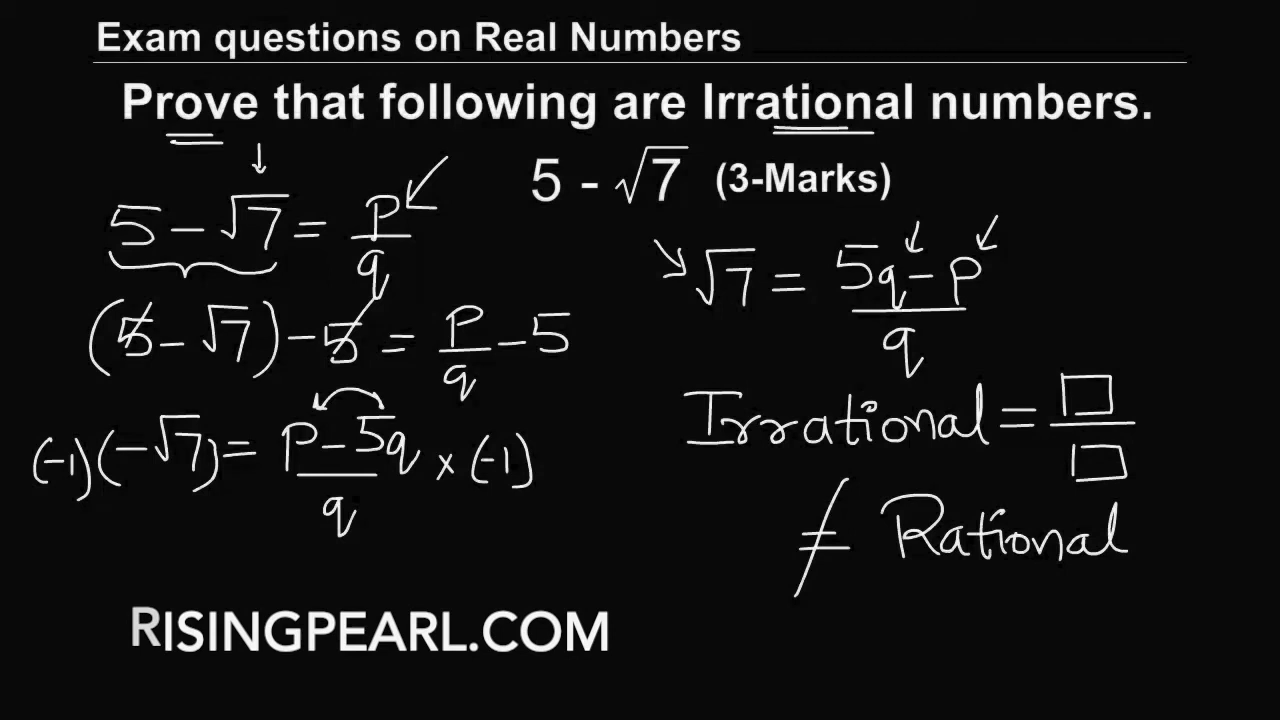 Exam questions on Real Numbers
Prove that following are Irrational numbers.
5 - √7 (3-Marks)
5 - √7 = P/q
(5 - √7) - 5 = P/q - 5
(-1)(-√7) = P - 5q/q × (-1)
√7 = 5q - P/q
Irrational = □/□
≠ Rational
RISINGPEARL.COM